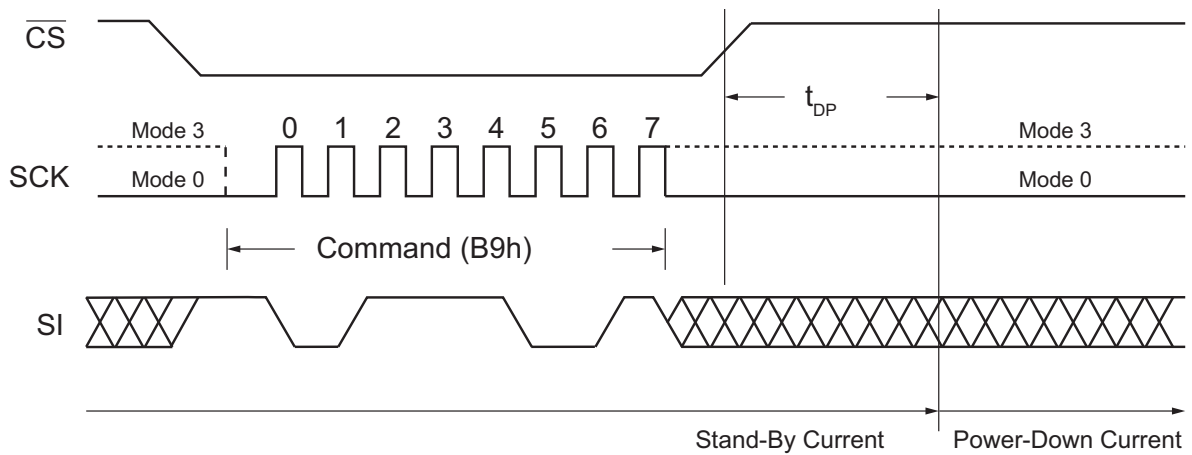 CS
t_DP
Mode 3 0 1 2 3 4 5 6 7 Mode 3
SCK
Mode 0 Mode 0
Command (B9h)
SI
Stand-By Current Power-Down Current